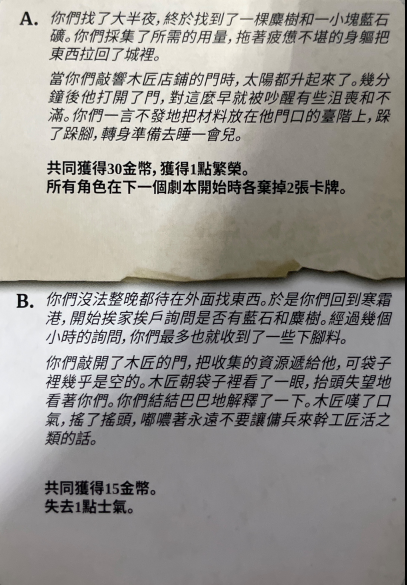 A. 你們找了大半夜，終於找到了一棵麋樹和一小塊藍石
礦。你們採集了所需的用量，拖著疲憊不堪的身軀把
東西拉回了城裡。
當你們敲響木匠店鋪的門時，太陽都升起來了。幾分
鐘後他打開了門，對這麼早就被吵醒有些沮喪和不
滿。你們一言不發地把材料放在他門口的臺階上，跺
了跺腳，轉身準備去睡一會兒。
共同獲得30金幣，獲得1點繁榮。
所有角色在下一個劇本開始時各棄掉2張卡牌。
B. 你們沒法整晚都待在外面找東西。於是你們回到寒霜
港，開始挨家挨戶詢問是否有藍石和麋樹。經過幾個
小時的詢問，你們最多也就收到了一些下腳料。
你們敲開了木匠的門，把收集的資源遞給他，可袋子
裡幾乎是空的。木匠朝袋子裡看了一眼，抬頭失望地
看著你們。你們結結巴巴地解釋了一下。木匠嘆了口
氣，搖了搖頭，嘟噥著永遠不要讓傭兵來幹工匠活之
類的話。
共同獲得15金幣。
失去1點士氣。